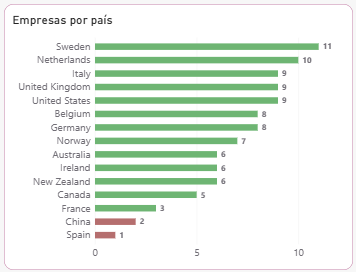 Empresas por país
Sweden 11
Netherlands 10
Italy 9
United Kingdom 9
United States 9
Belgium 8
Germany 8
Norway 7
Australia 6
Ireland 6
New Zealand 6
Canada 5
France 3
China 2
Spain 1
0 5 10